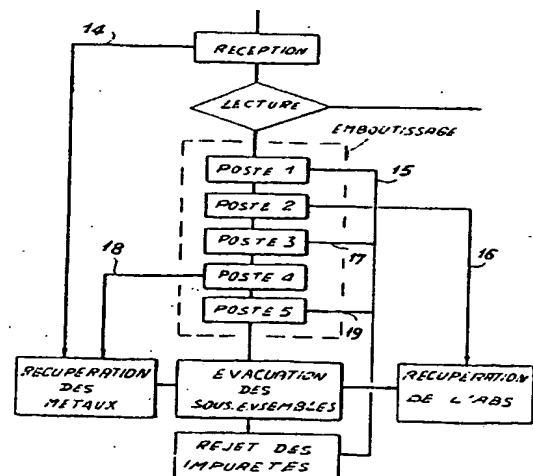 14
RECEPTION
LECTURE
EMBOUTISSAGE
POSTE 1
15
POSTE 2
POSTE 3
17
16
18
POSTE 4
POSTE 5
19
RECUPERATION
DES
METAUX
EVACUATION
DES
SOUS.ENSEMBLES
RECUPERATION
DE L'ABS
REJET DES
IMPURETES